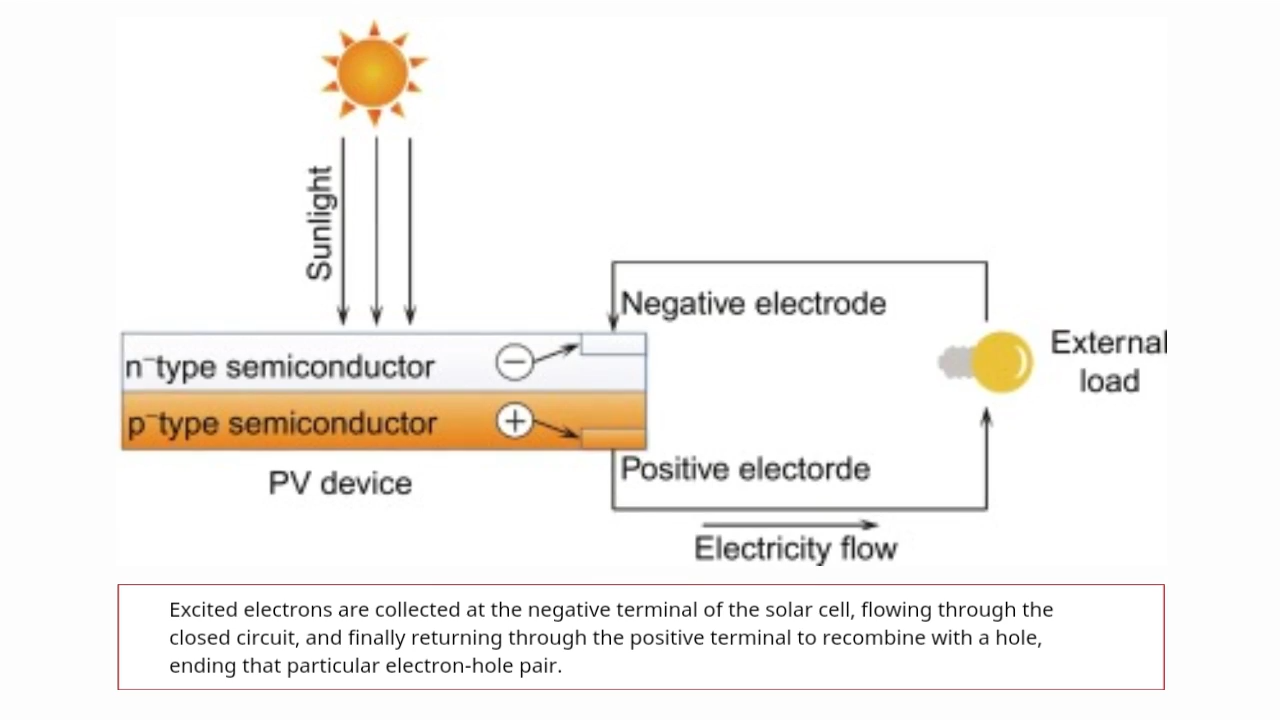 Sunlight
Negative electrode
External
load
n⁻type semiconductor
−
p⁻type semiconductor
+
PV device
Positive electorde
Electricity flow
Excited electrons are collected at the negative terminal of the solar cell, flowing through the
closed circuit, and finally returning through the positive terminal to recombine with a hole,
ending that particular electron-hole pair.